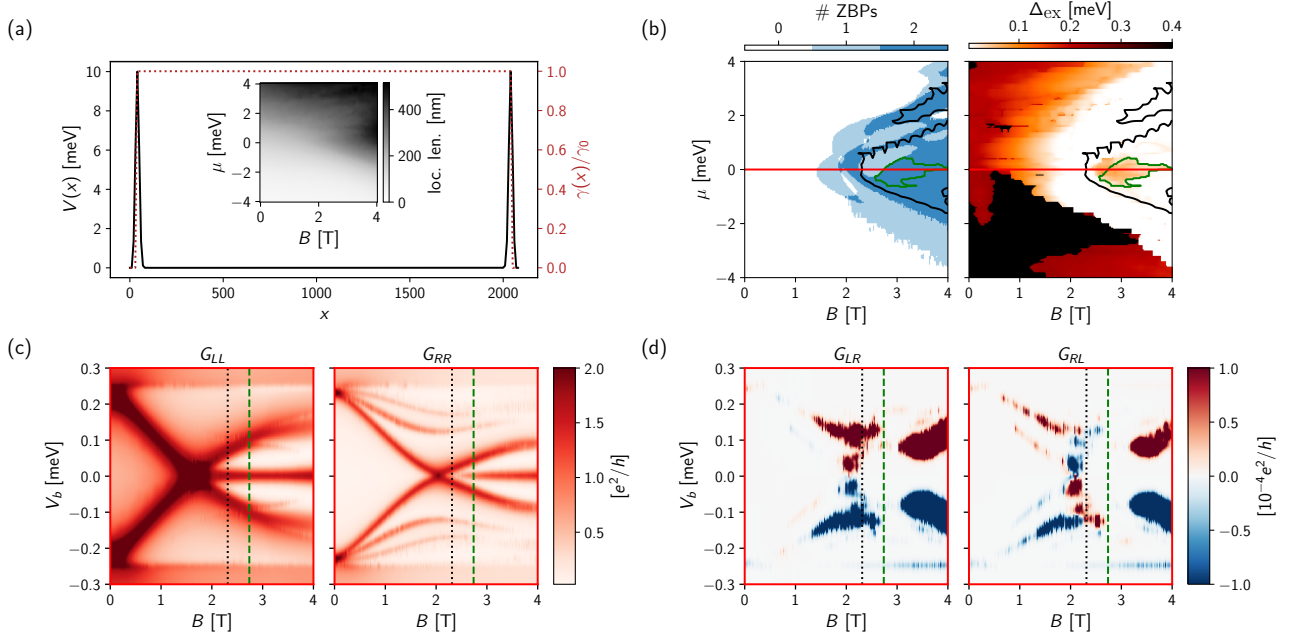 (a)
V(x) [meV]
10
8
6
4
2
0
0
500
1000
1500
2000
x
1.0
0.8
0.6
0.4
0.2
0.0
γ(x)/γ0
μ [meV]
4
2
0
−2
−4
0
2
4
B [T]
400
200
0
loc. len. [nm]
(b)
# ZBPs
0 1 2
Δex [meV]
0.1 0.2 0.3 0.4
μ [meV]
4
2
0
−2
−4
0 1 2 3 4
B [T]
0 1 2 3 4
B [T]
(c)
GLL
GRR
Vb [meV]
0.3
0.2
0.1
0.0
−0.1
−0.2
−0.3
0 1 2 3 4
B [T]
0 1 2 3 4
B [T]
2.0
1.5
1.0
0.5
[e²/h]
(d)
GLR
GRL
Vb [meV]
0.3
0.2
0.1
0.0
−0.1
−0.2
−0.3
0 1 2 3 4
B [T]
0 1 2 3 4
B [T]
1.0
0.5
0.0
−0.5
−1.0
[10⁻⁴e²/h]